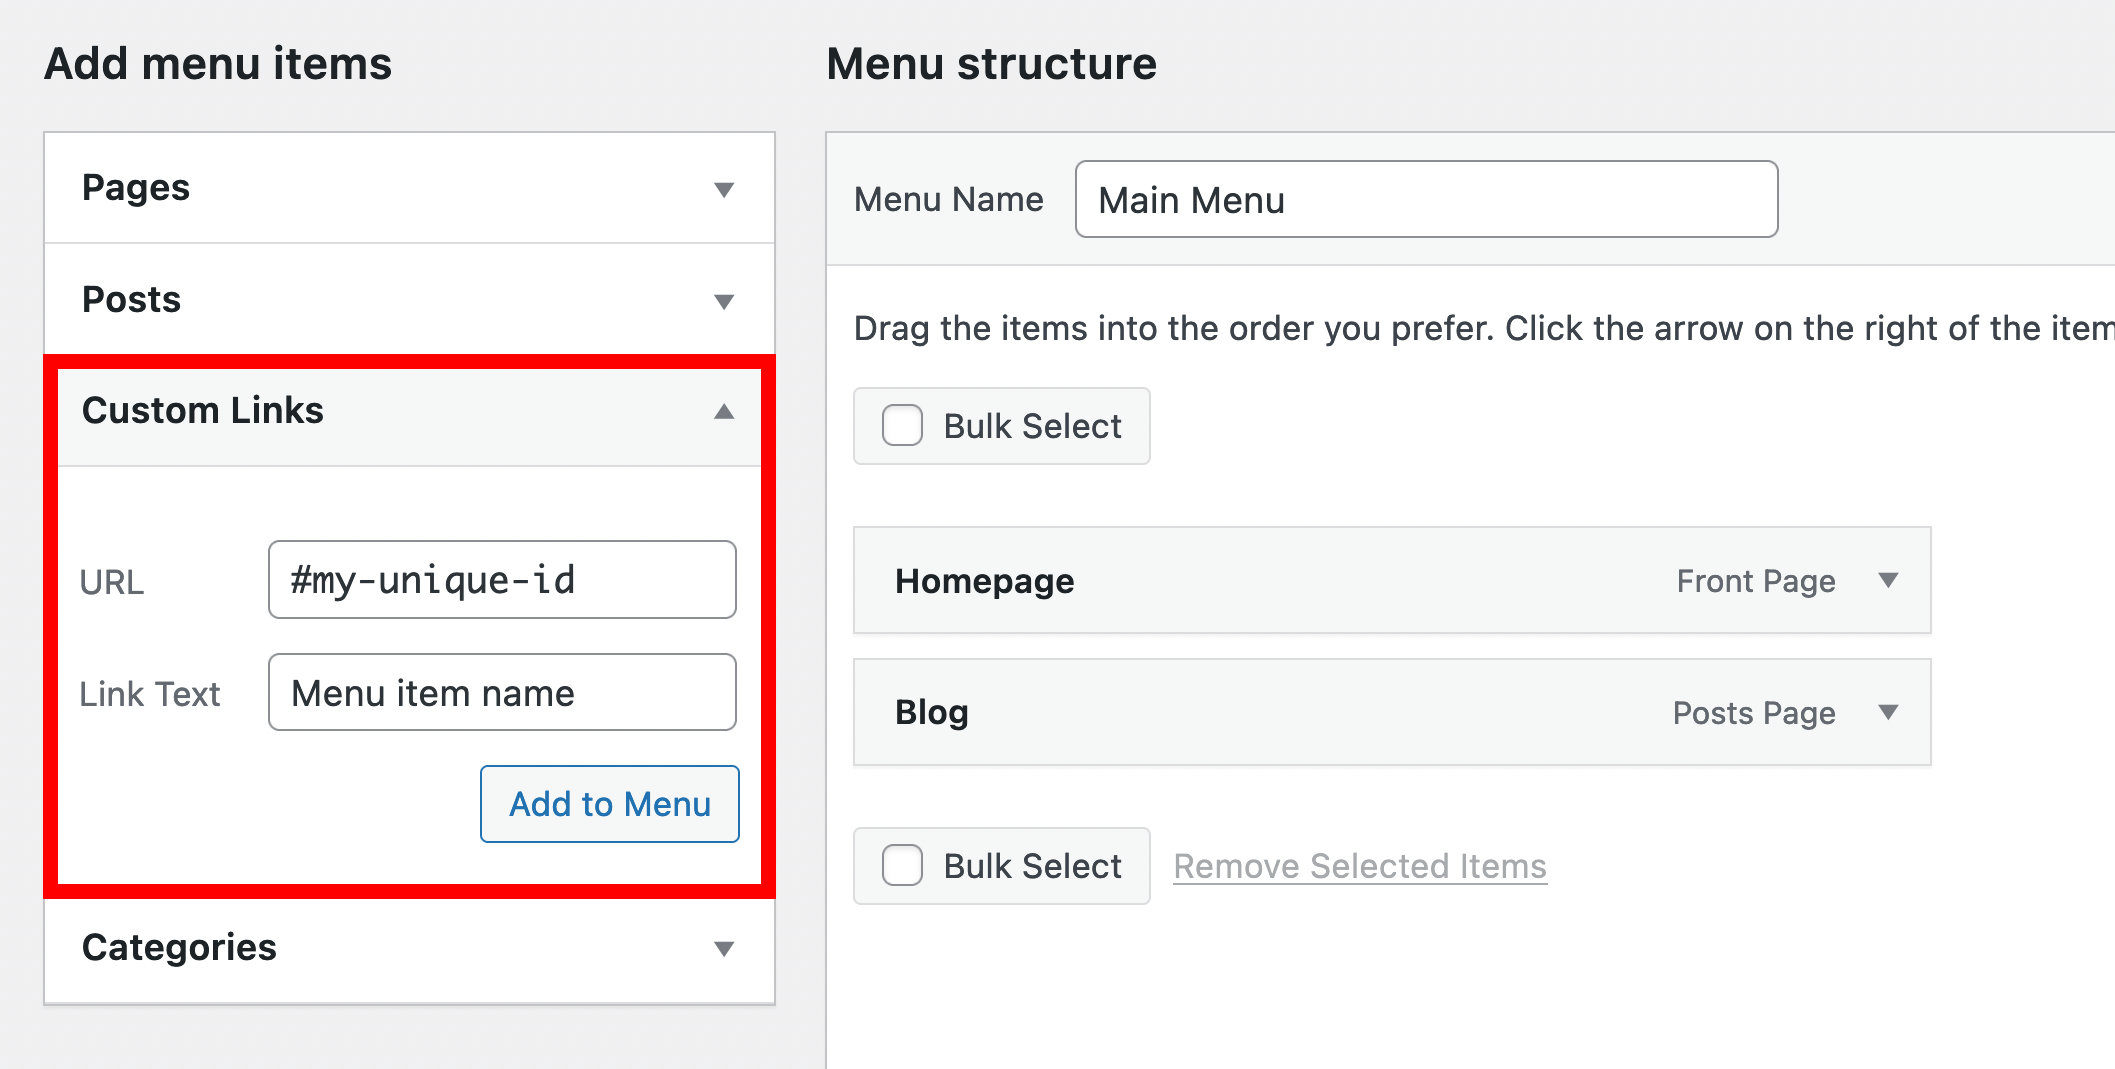 Add menu items
Pages
Posts
Custom Links
URL
#my-unique-id
Link Text
Menu item name
Add to Menu
Categories
Menu structure
Menu Name
Main Menu
Drag the items into the order you prefer. Click the arrow on the right of the item
Bulk Select
Homepage
Front Page
Blog
Posts Page
Bulk Select
Remove Selected Items